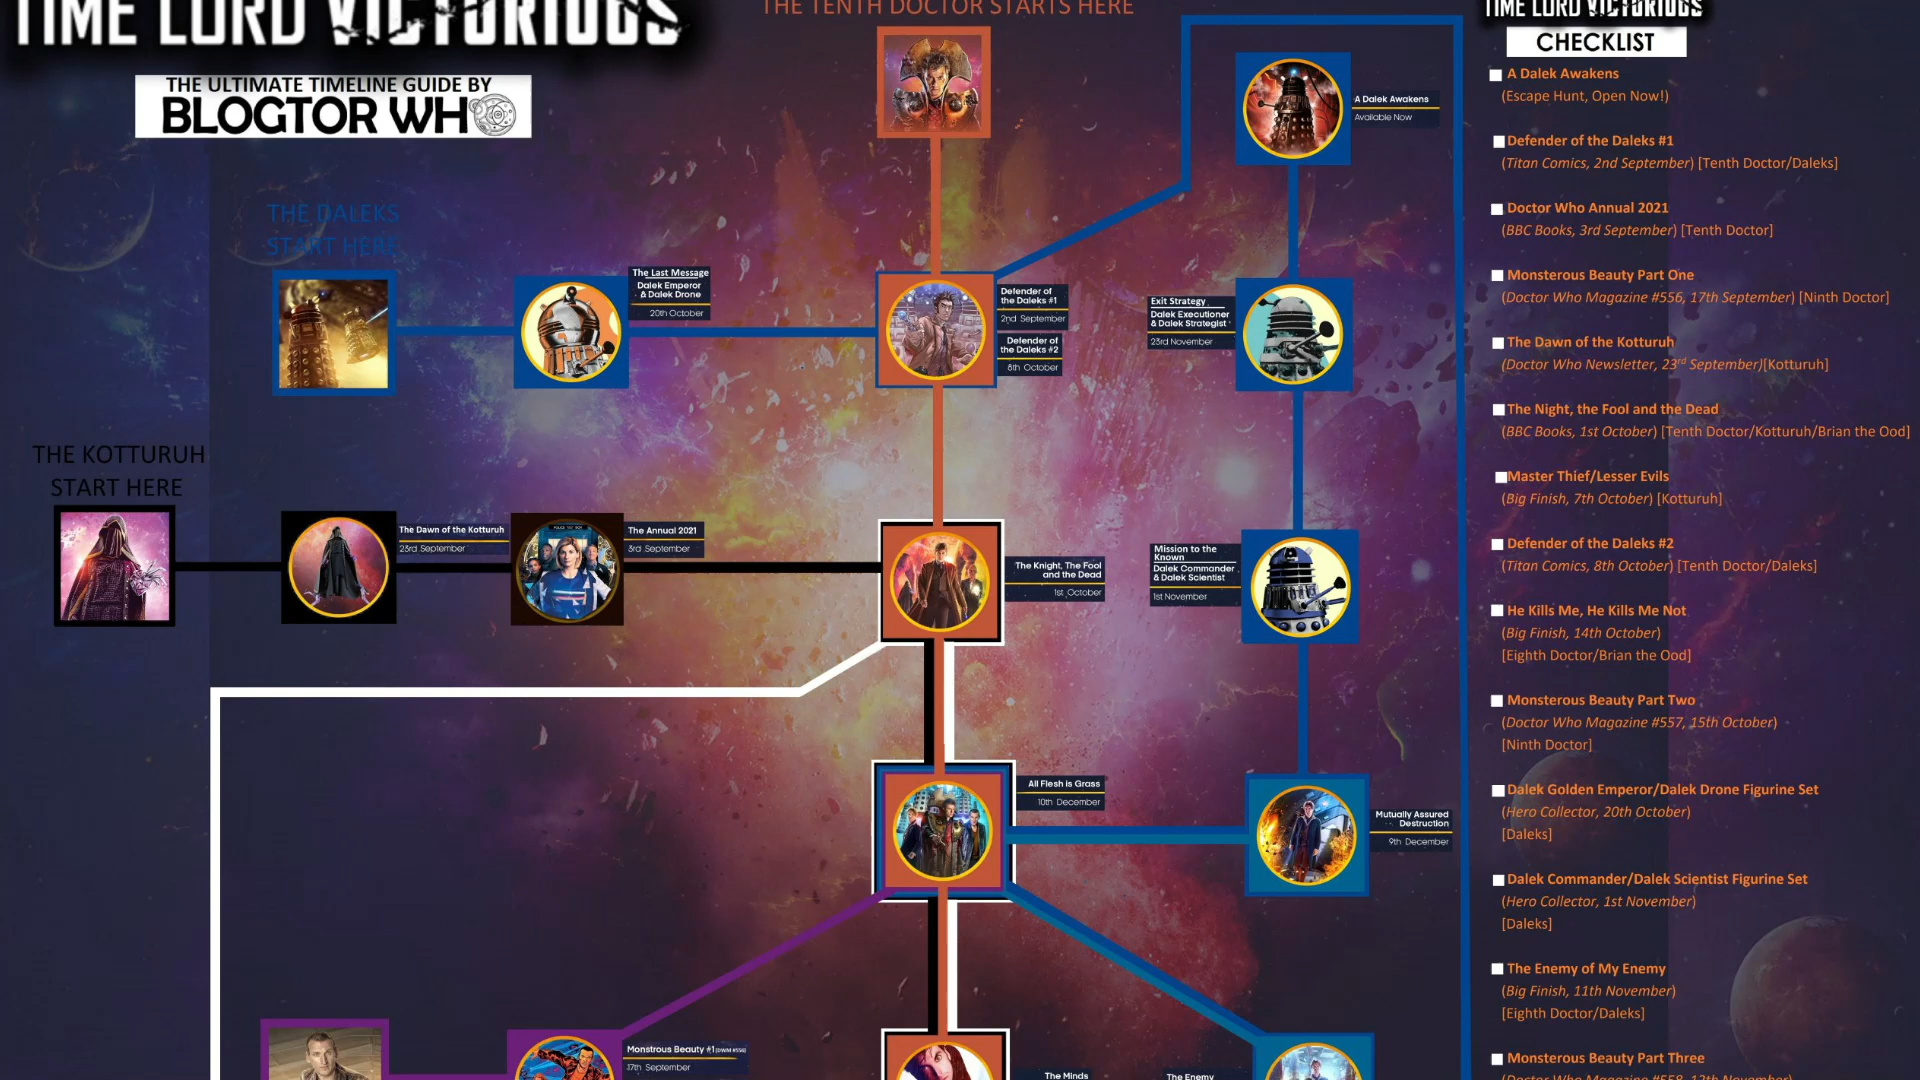 TIME LORD VICTORIOUS
THE ULTIMATE TIMELINE GUIDE BY
BLOGTOR WHO
THE TENTH DOCTOR STARTS HERE
A Dalek Awakens
Available Now
THE DALEKS
START HERE
The Last Message
Dalek Emperor
& Dalek Drone
20th October
Defender of
the Daleks #1
2nd September
Defender of
the Daleks #2
8th October
Exit Strategy
Dalek Executioner
& Dalek Strategist
23rd November
THE KOTTURUH
START HERE
The Dawn of the Kotturuh
23rd September
POLICE BOX
The Annual 2021
3rd September
The Knight, The Fool
and the Dead
1st October
Mission to the
Known
Dalek Commander
& Dalek Scientist
1st November
All Flesh is Grass
10th December
Mutually Assured
Destruction
9th December
Monstrous Beauty #1 (DWM #556)
17th September
The Minds
The Enemy
TIME LORD VICTORIOUS
CHECKLIST
A Dalek Awakens
(Escape Hunt, Open Now!)
Defender of the Daleks #1
(Titan Comics, 2nd September) [Tenth Doctor/Daleks]
Doctor Who Annual 2021
(BBC Books, 3rd September) [Tenth Doctor]
Monsterous Beauty Part One
(Doctor Who Magazine #556, 17th September) [Ninth Doctor]
The Dawn of the Kotturuh
(Doctor Who Newsletter, 23rd September)[Kotturuh]
The Night, the Fool and the Dead
(BBC Books, 1st October) [Tenth Doctor/Kotturuh/Brian the Ood]
Master Thief/Lesser Evils
(Big Finish, 7th October) [Kotturuh]
Defender of the Daleks #2
(Titan Comics, 8th October) [Tenth Doctor/Daleks]
He Kills Me, He Kills Me Not
(Big Finish, 14th October)
[Eighth Doctor/Brian the Ood]
Monsterous Beauty Part Two
(Doctor Who Magazine #557, 15th October)
[Ninth Doctor]
Dalek Golden Emperor/Dalek Drone Figurine Set
(Hero Collector, 20th October)
[Daleks]
Dalek Commander/Dalek Scientist Figurine Set
(Hero Collector, 1st November)
[Daleks]
The Enemy of My Enemy
(Big Finish, 11th November)
[Eighth Doctor/Daleks]
Monsterous Beauty Part Three
(Doctor Who Magazine #558, 12th November)